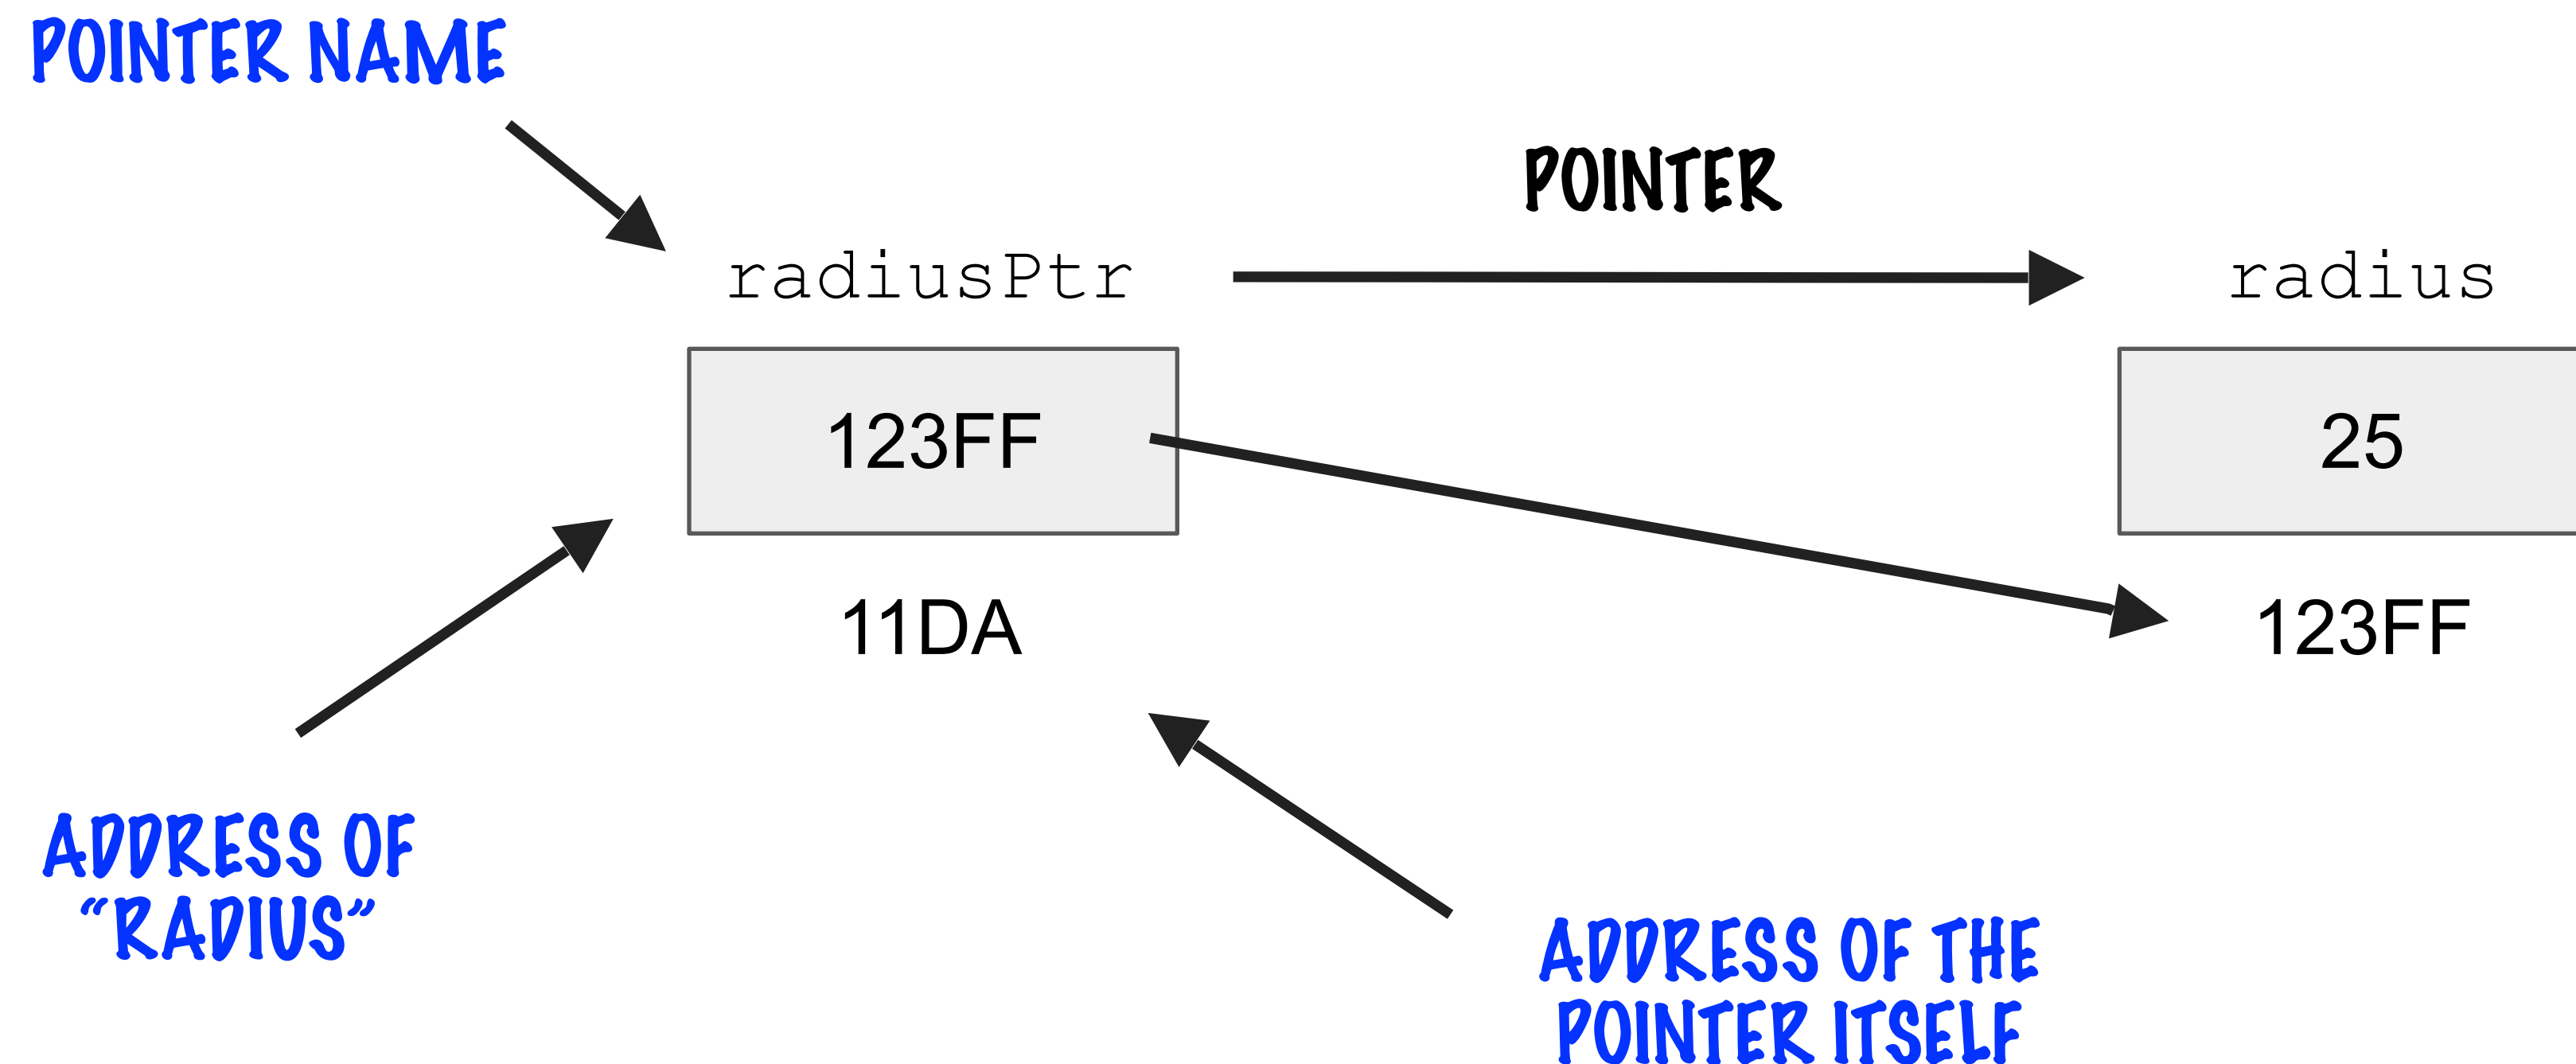 POINTER NAME
POINTER
radiusPtr
radius
123FF
25
11DA
123FF
ADDRESS OF
“RADIUS”
ADDRESS OF THE
POINTER ITSELF